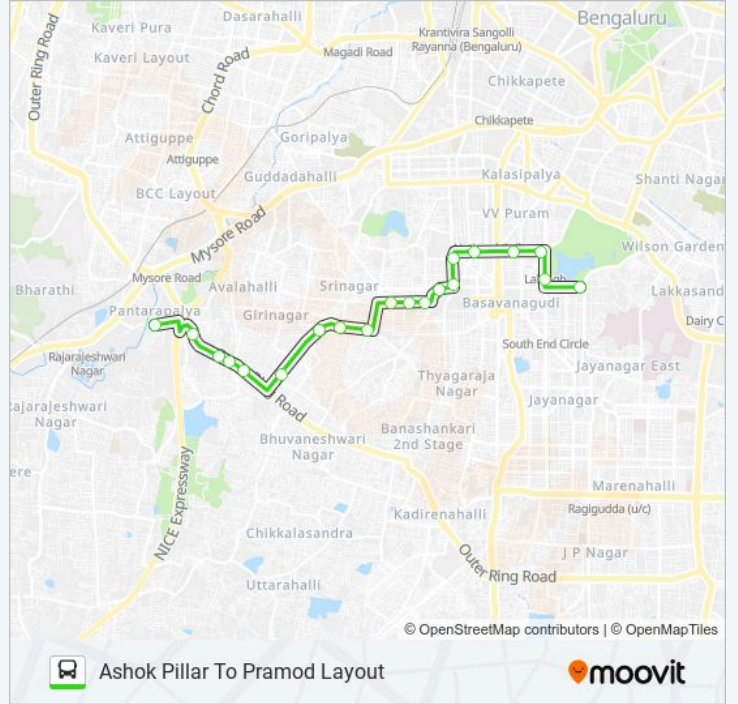 Bengaluru
Dasarahalli
Kaveri Pura
Krantivira Sangolli
Rayanna (Bengaluru)
Magadi Road
Kaveri Layout
Outer Ring Road
Chord Road
Chikkapete
Chikkapete
Attiguppe
Goripalya
Attiguppe
Guddadahalli
Kalasipalya
Shanti Nagar
BCC Layout
VV Puram
Mysore Road
Wilson Garden
Mysore Road
Bharathi
Avalahalli
Srinagar
Lakkasand
Pantarapalya
Girinagar
Basavanagudi
Dairy C
South End Circle
Rajarajeshwari
Nagar
Jayanagar East
Thyagaraja
Nagar
ajarajeshwari
Nagar
Jayanagar
Road
Banashankari
2nd Stage
Bhuvaneshwari
Nagar
ere
NICE Expressway
Marenahalli
Ragigudda (u/c)
Kadirenahalli
Chikkalasandra
J P Nagar
Outer Ring Road
Uttarahalli
© OpenStreetMap contributors | © OpenMapTiles
Ashok Pillar To Pramod Layout
moovit